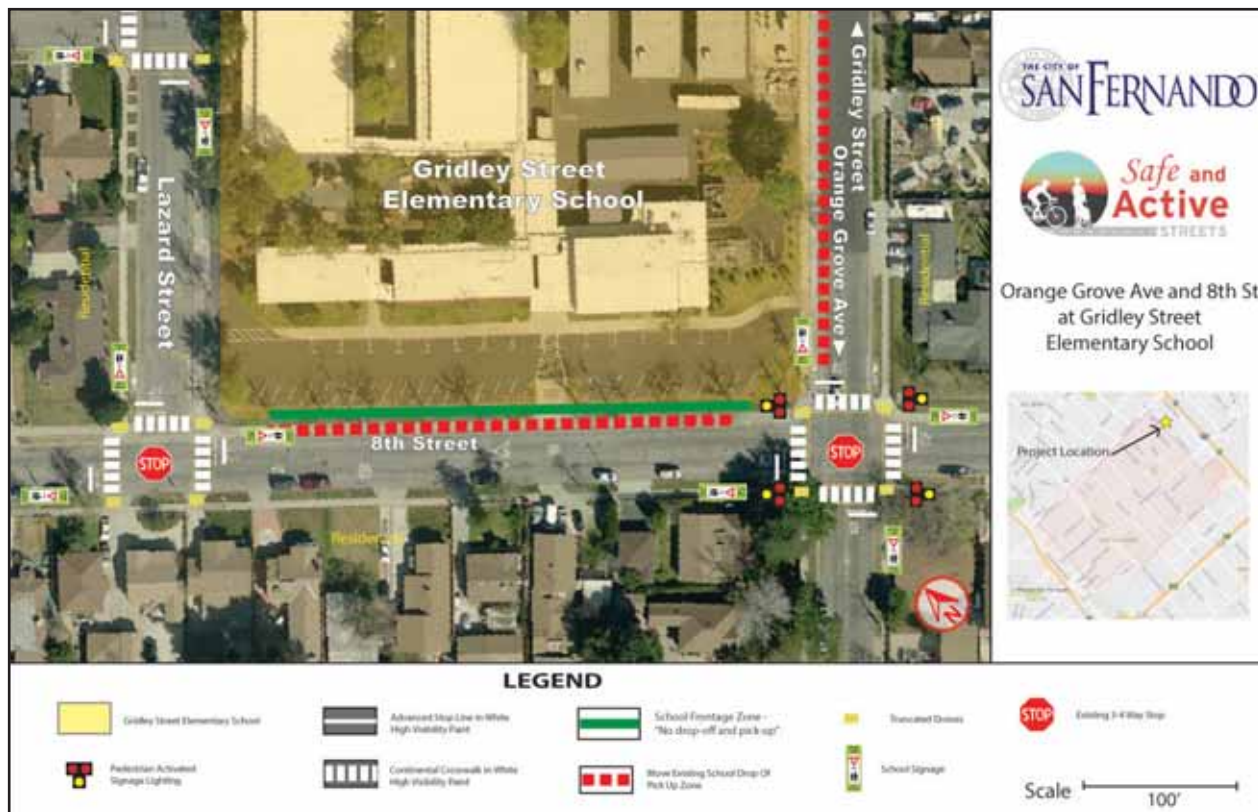 Gridley Street
Elementary School
Lazard Street
Residential
Gridley Street
Orange Grove Ave
Residential
8th Street
STOP
STOP
N
THE CITY OF
SAN FERNANDO
Safe and
Active
STREETS
Orange Grove Ave and 8th St
at Gridley Street
Elementary School
Project Location
LEGEND
Gridley Street Elementary School
Pedestrian Activated
Signage Lighting
Advanced Stop Line in White
High Visibility Paint
Continental Crosswalk in White
High Visibility Paint
School Frontage Zone -
"No drop-off and pick-up"
Move Existing School Drop Of
Pick Up Zone
Truncated Domes
School Signage
STOP
Existing 3-4 Way Stop
Scale
100'